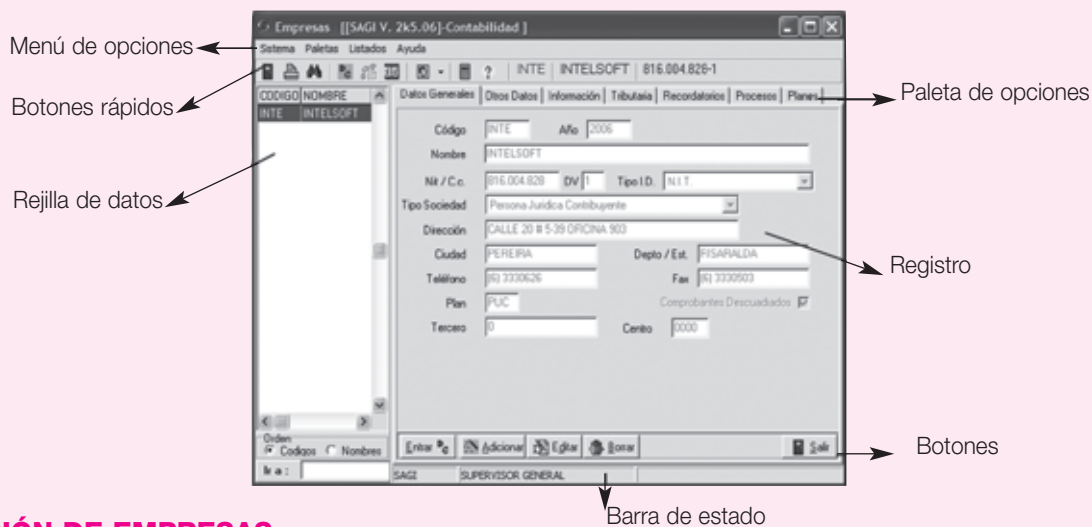 Empresas [[SAGI V. 2k5.06]-Contabilidad ]
Menú de opciones
Sistema Paletas Listados Ayuda
INTE INTELSOFT 816.004.828-1
Botones rápidos
Paleta de opciones
CODIGO NOMBRE
Datos Generales Otros Datos Información Tributaria Recordatorios Procesos Planes
INTE INTELSOFT
Código INTE Año 2006
Nombre INTELSOFT
Nit / C.c. 816.004.828 DV 1 Tipo I.D. N.I.T.
Rejilla de datos
Tipo Sociedad Persona Juridica Contribuyente
Dirección CALLE 20 # 5-39 OFICINA 903
Ciudad PEREIRA Depto / Est.
Registro
Teléfono (6) 3330626 Fax (6) 3330503
Plan PUC Comprobantes Descuadrados
Tercero 0 Centro 0000
Orden
Codigos Nombres
Entrar Adicionar Editar Borrar Salir
Botones
Ir a :
SAGI SUPERVISOR GENERAL
Barra de estado
IÓN DE EMPRESAS